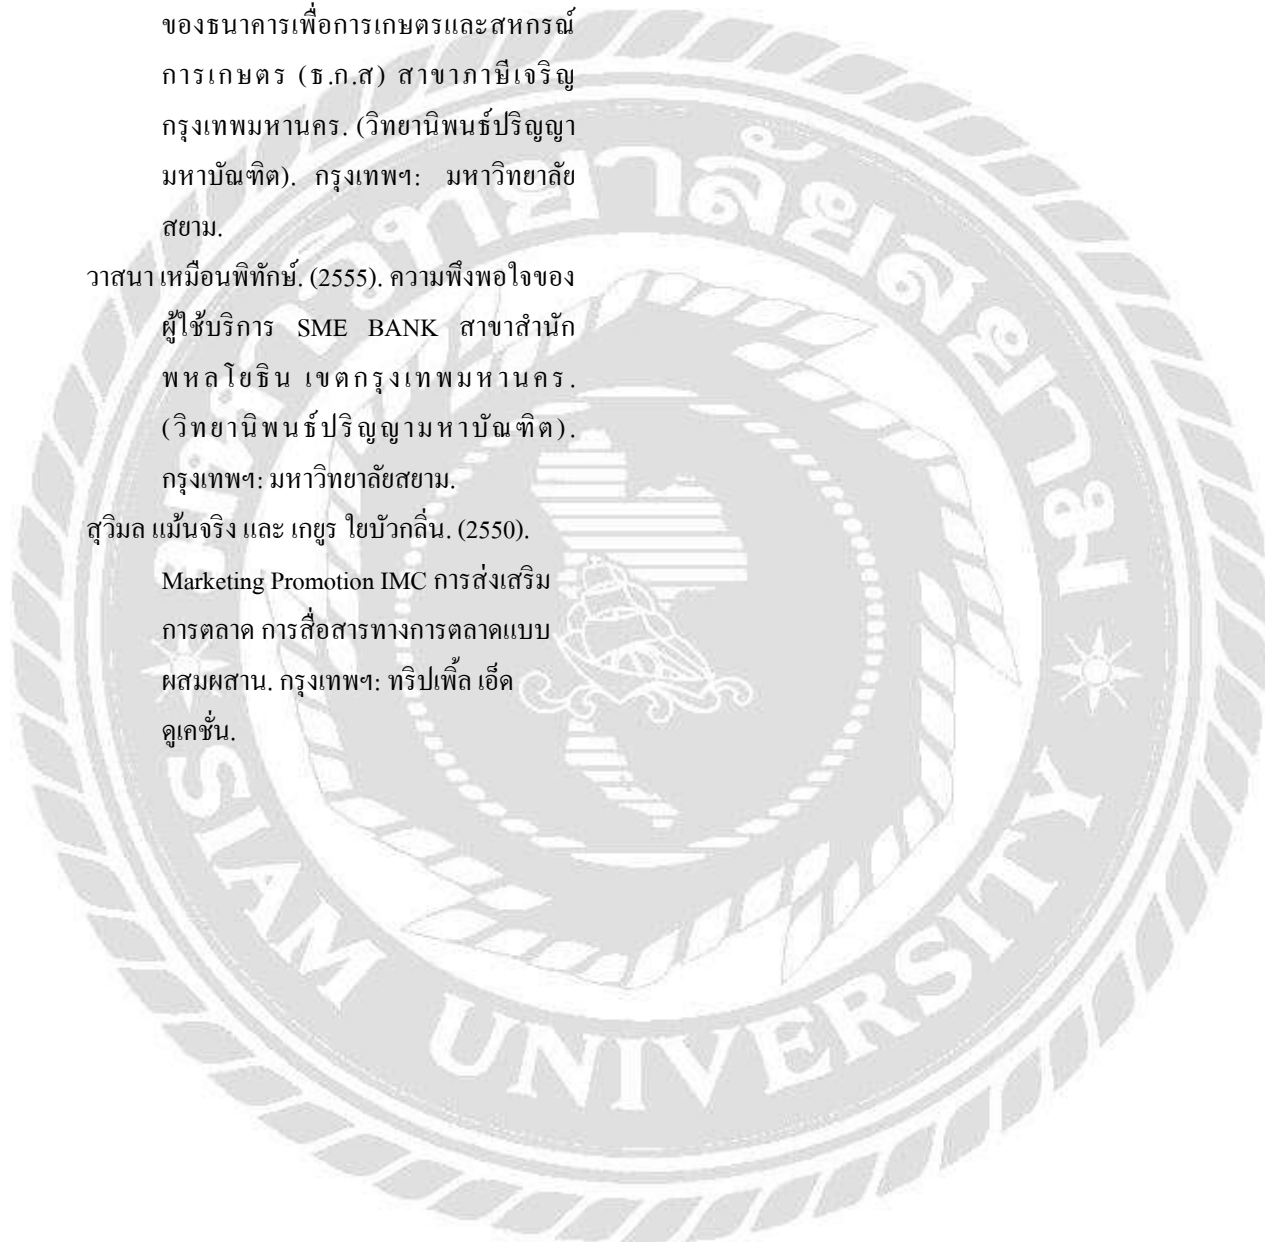 ของธนาคารเพื่อการเกษตรและสหกรณ์
การเกษตร (ธ.ก.ส) สาขาภาษีเจริญ
กรุงเทพมหานคร. (วิทยานิพนธ์ปริญญา
มหาบัณฑิต). กรุงเทพฯ: มหาวิทยาลัย
สยาม.
วาสนา เหมือนพิทักษ์. (2555). ความพึงพอใจของ
ผู้ใช้บริการ SME BANK สาขาสำนัก
พหลโยธิน เขตกรุงเทพมหานคร.
(วิทยานิพนธ์ปริญญามหาบัณฑิต).
กรุงเทพฯ: มหาวิทยาลัยสยาม.
สุวิมล แม้นจริง และ เกยูร ใยบัวกลิ่น. (2550).
Marketing Promotion IMC การส่งเสริม
การตลาด การสื่อสารทางการตลาดแบบ
ผสมผสาน. กรุงเทพฯ: ทริปเพิ้ล เอ็ด
ดูเคชั่น.
มหาวิทยาลัยสยาม
SIAM UNIVERSITY